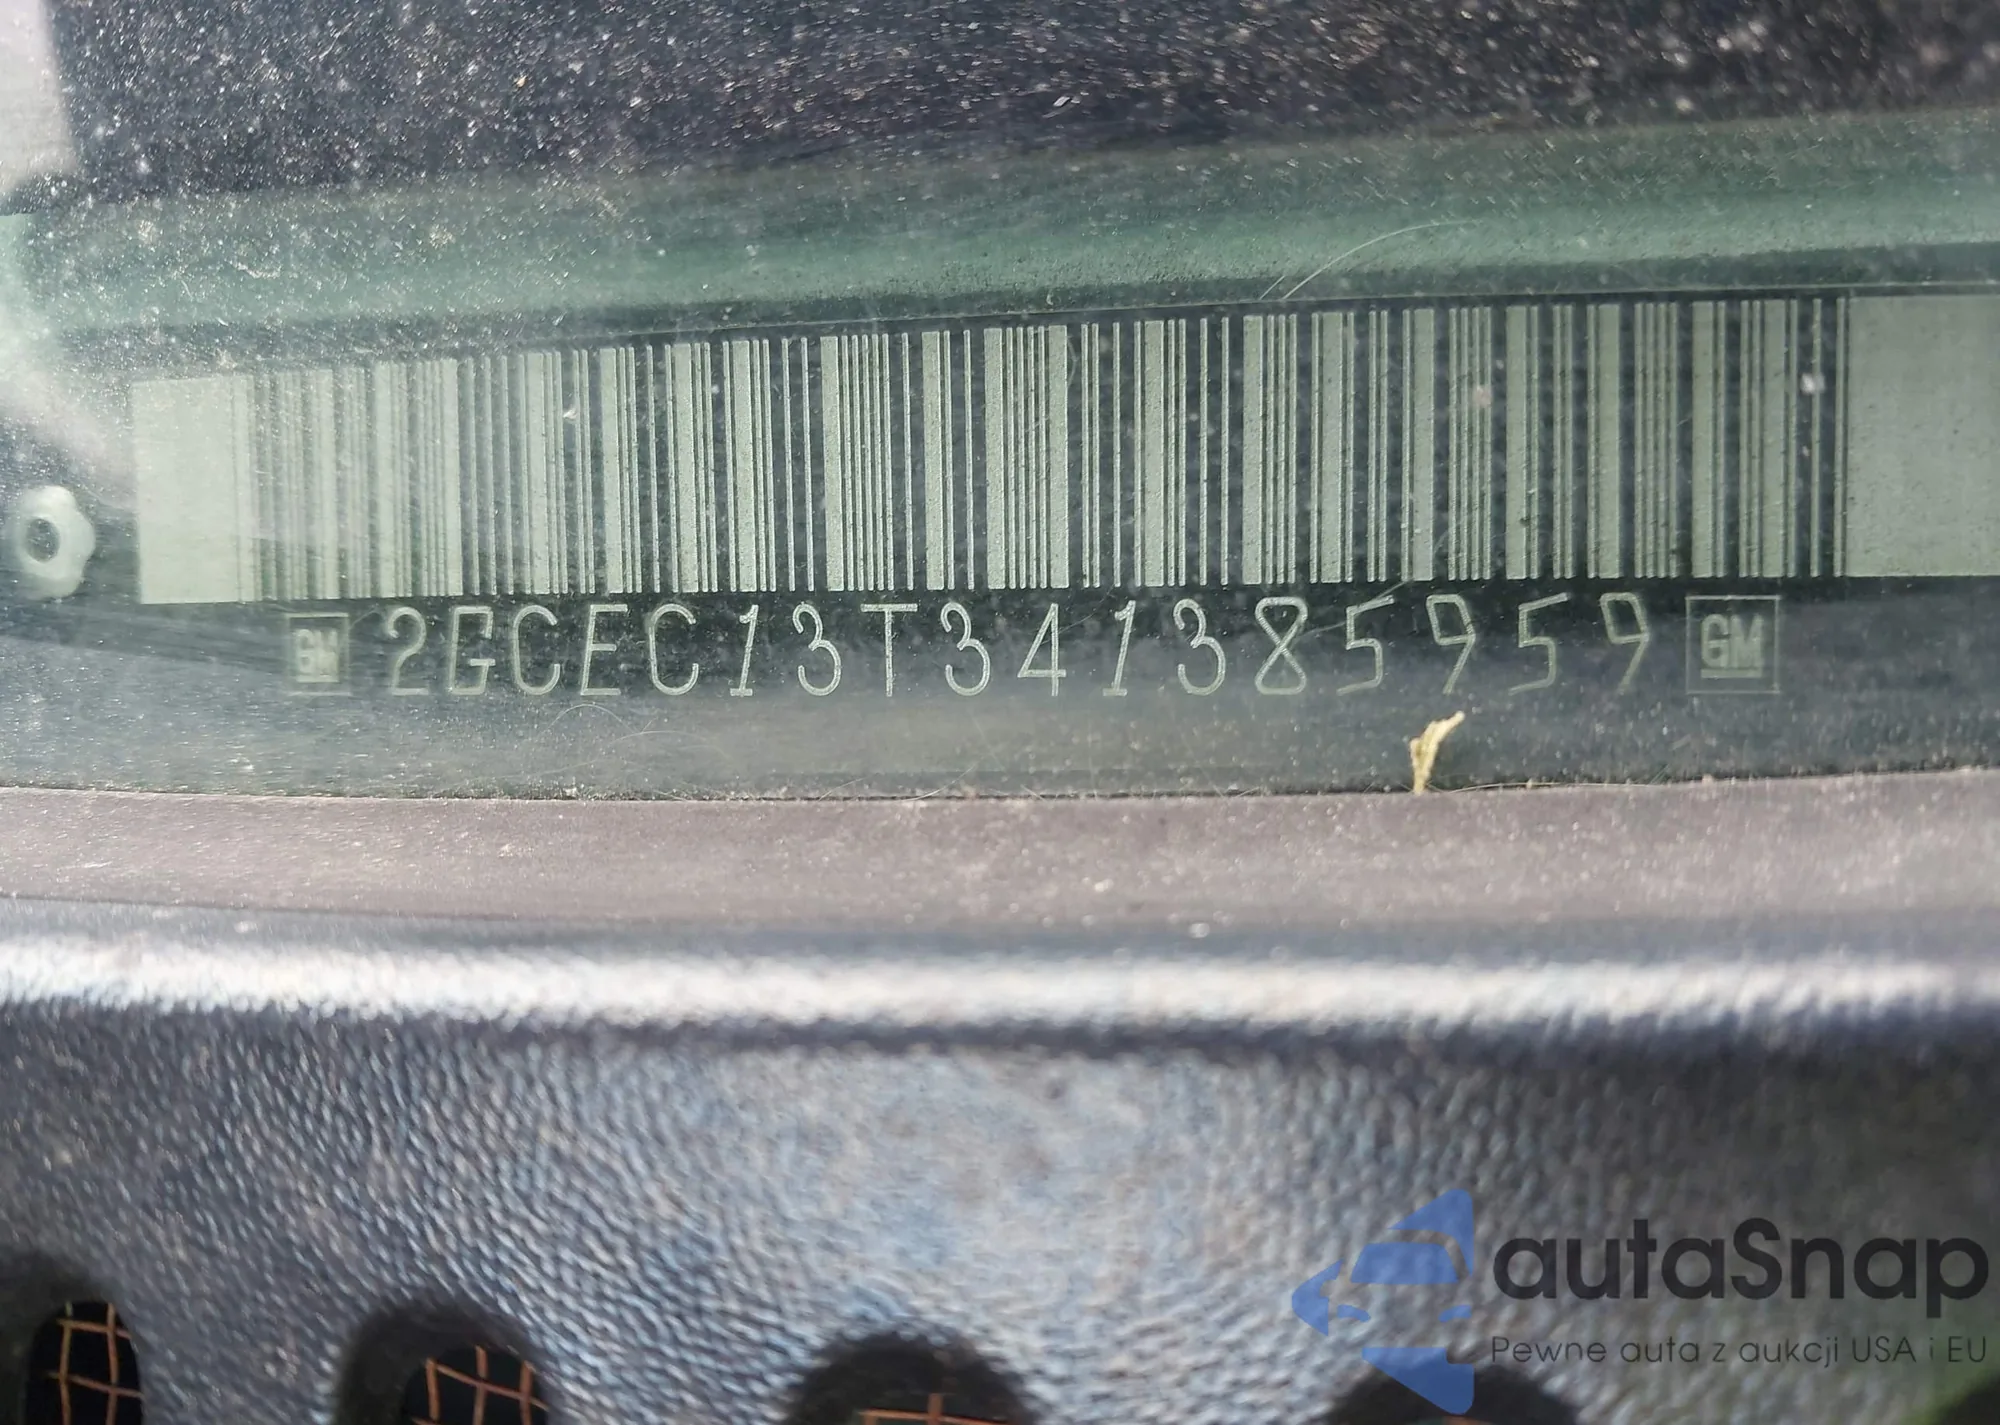 GM 2GCEC13T341385959 GM
autaSnap
Pewne auta z aukcji USA i EU